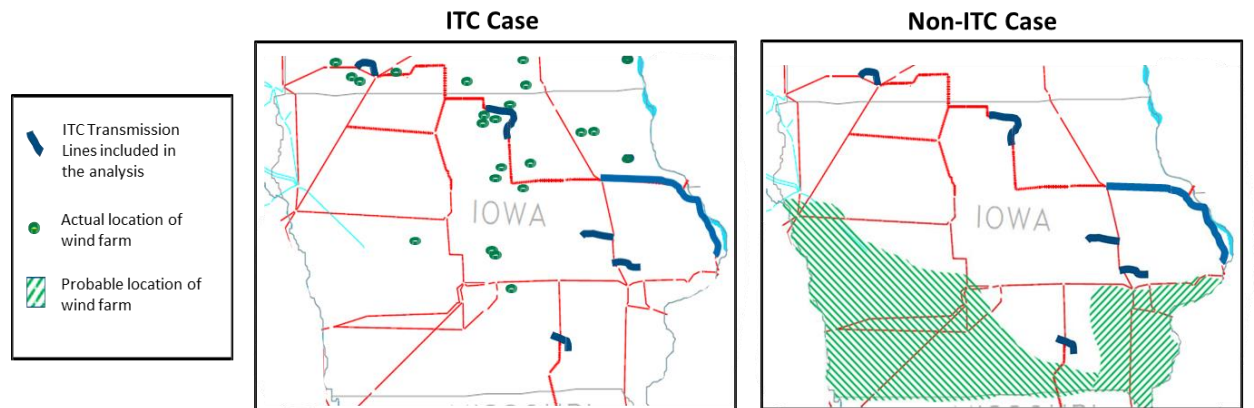 ITC Case
Non-ITC Case
ITC Transmission
Lines included in
the analysis
Actual location of
wind farm
Probable location of
wind farm
IOWA
IOWA